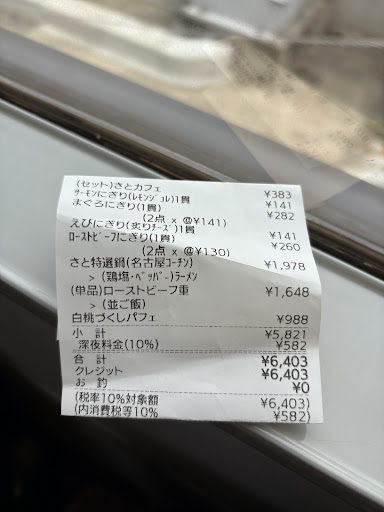 (セット)さとカフェ ¥383
サーモンにぎり(レモンジュレ)1貫 ¥141
まぐろにぎり(1貫)
(2点 x @¥141) ¥282
えびにぎり(炙りチーズ)1貫 ¥141
ローストビーフにぎり(1貫)
(2点 x @¥130) ¥260
さと特選鍋(名古屋コーチン) ¥1,978
> (鶏塩・ペッパー)ラーメン
(単品)ローストビーフ重 ¥1,648
> (並ご飯)
白桃づくしパフェ ¥988
小 計 ¥5,821
深夜料金(10%) ¥582
合 計 ¥6,403
クレジット ¥6,403
お 釣 ¥0
(税率10%対象額 ¥6,403)
(内消費税等10% ¥582)